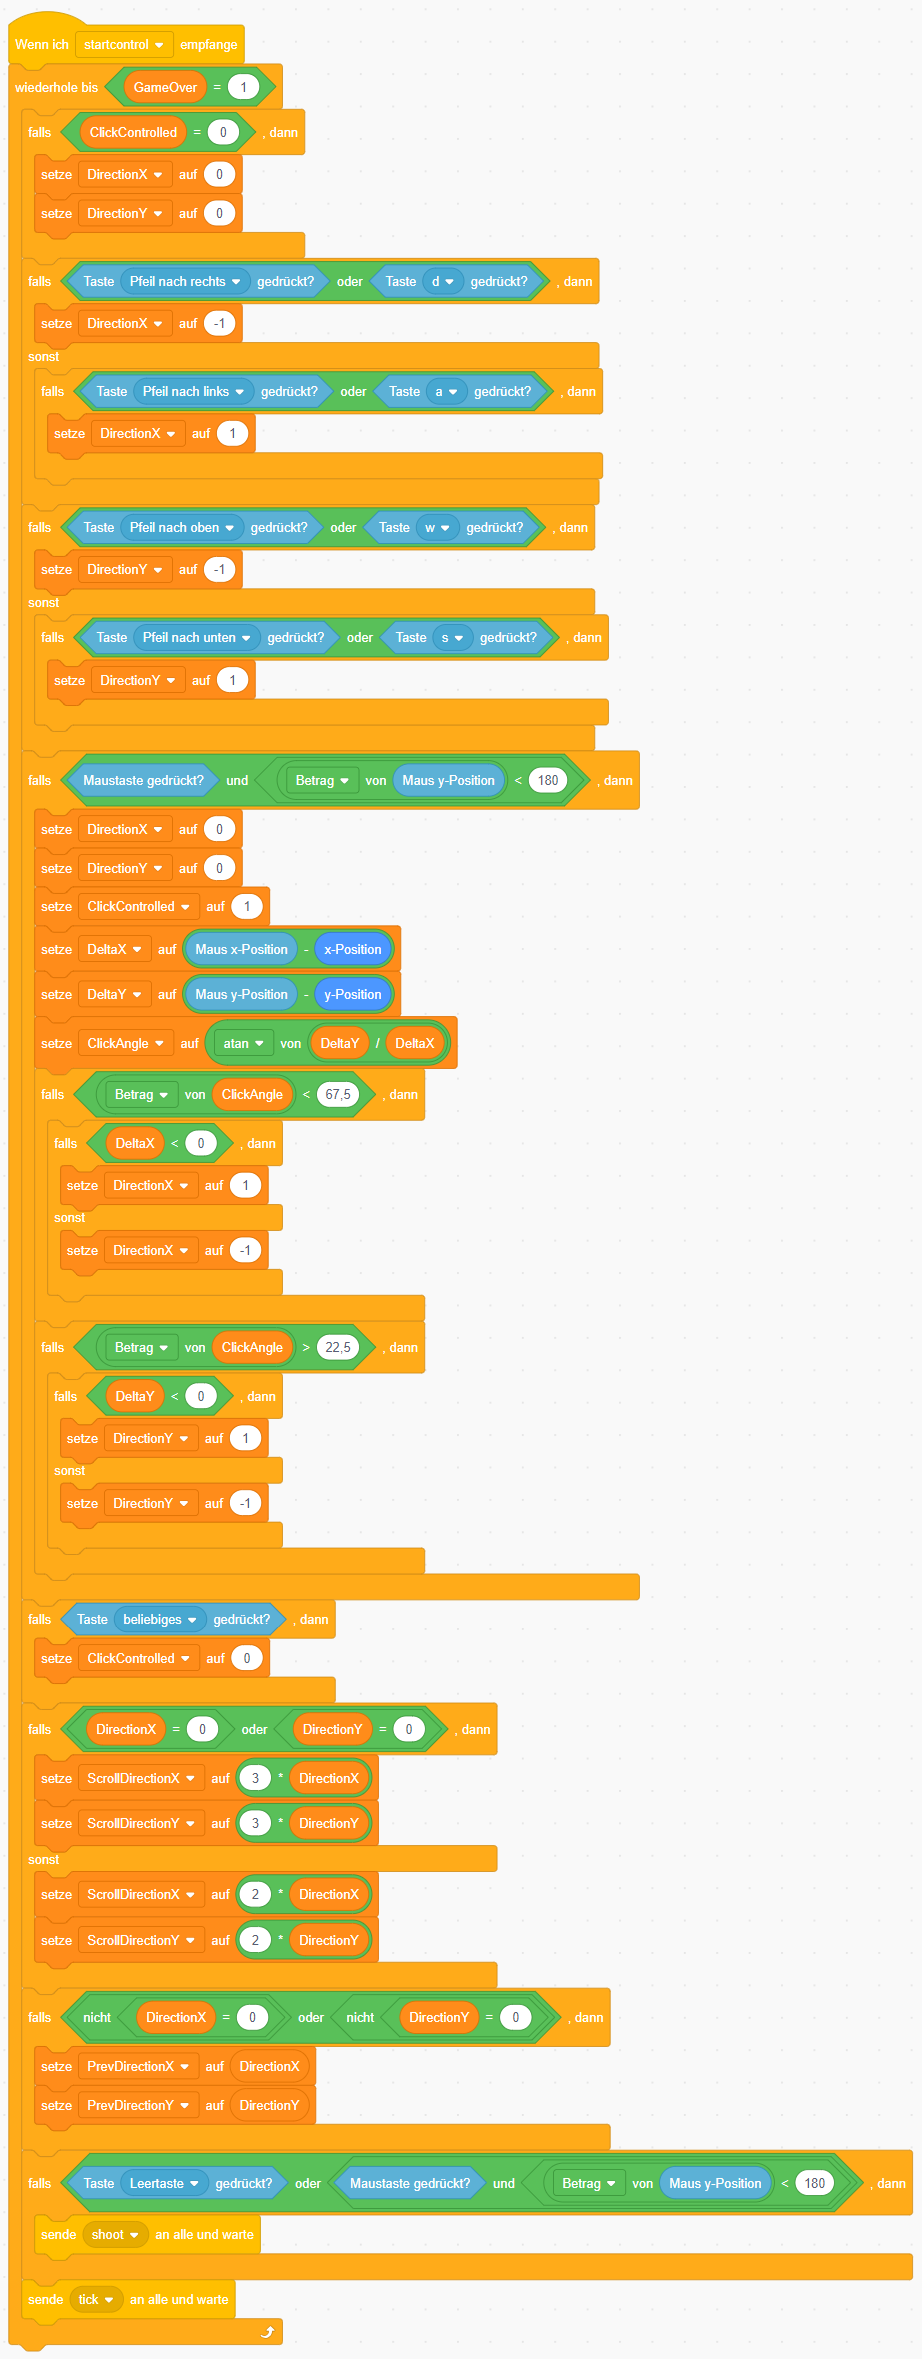 Wenn ich startcontrol empfange
wiederhole bis GameOver = 1
falls ClickControlled = 0 , dann
setze DirectionX auf 0
setze DirectionY auf 0
falls Taste Pfeil nach rechts gedrückt? oder Taste d gedrückt? , dann
setze DirectionX auf -1
sonst
falls Taste Pfeil nach links gedrückt? oder Taste a gedrückt? , dann
setze DirectionX auf 1
falls Taste Pfeil nach oben gedrückt? oder Taste w gedrückt? , dann
setze DirectionY auf -1
sonst
falls Taste Pfeil nach unten gedrückt? oder Taste s gedrückt? , dann
setze DirectionY auf 1
falls Maustaste gedrückt? und Betrag von Maus y-Position < 180 , dann
setze DirectionX auf 0
setze DirectionY auf 0
setze ClickControlled auf 1
setze DeltaX auf Maus x-Position - x-Position
setze DeltaY auf Maus y-Position - y-Position
setze ClickAngle auf atan von DeltaY / DeltaX
falls Betrag von ClickAngle < 67,5 , dann
falls DeltaX < 0 , dann
setze DirectionX auf 1
sonst
setze DirectionX auf -1
falls Betrag von ClickAngle > 22,5 , dann
falls DeltaY < 0 , dann
setze DirectionY auf 1
sonst
setze DirectionY auf -1
falls Taste beliebiges gedrückt? , dann
setze ClickControlled auf 0
falls DirectionX = 0 oder DirectionY = 0 , dann
setze ScrollDirectionX auf 3 * DirectionX
setze ScrollDirectionY auf 3 * DirectionY
sonst
setze ScrollDirectionX auf 2 * DirectionX
setze ScrollDirectionY auf 2 * DirectionY
falls nicht DirectionX = 0 oder nicht DirectionY = 0 , dann
setze PrevDirectionX auf DirectionX
setze PrevDirectionY auf DirectionY
falls Taste Leertaste gedrückt? oder Maustaste gedrückt? und Betrag von Maus y-Position < 180 , dann
sende shoot an alle und warte
sende tick an alle und warte